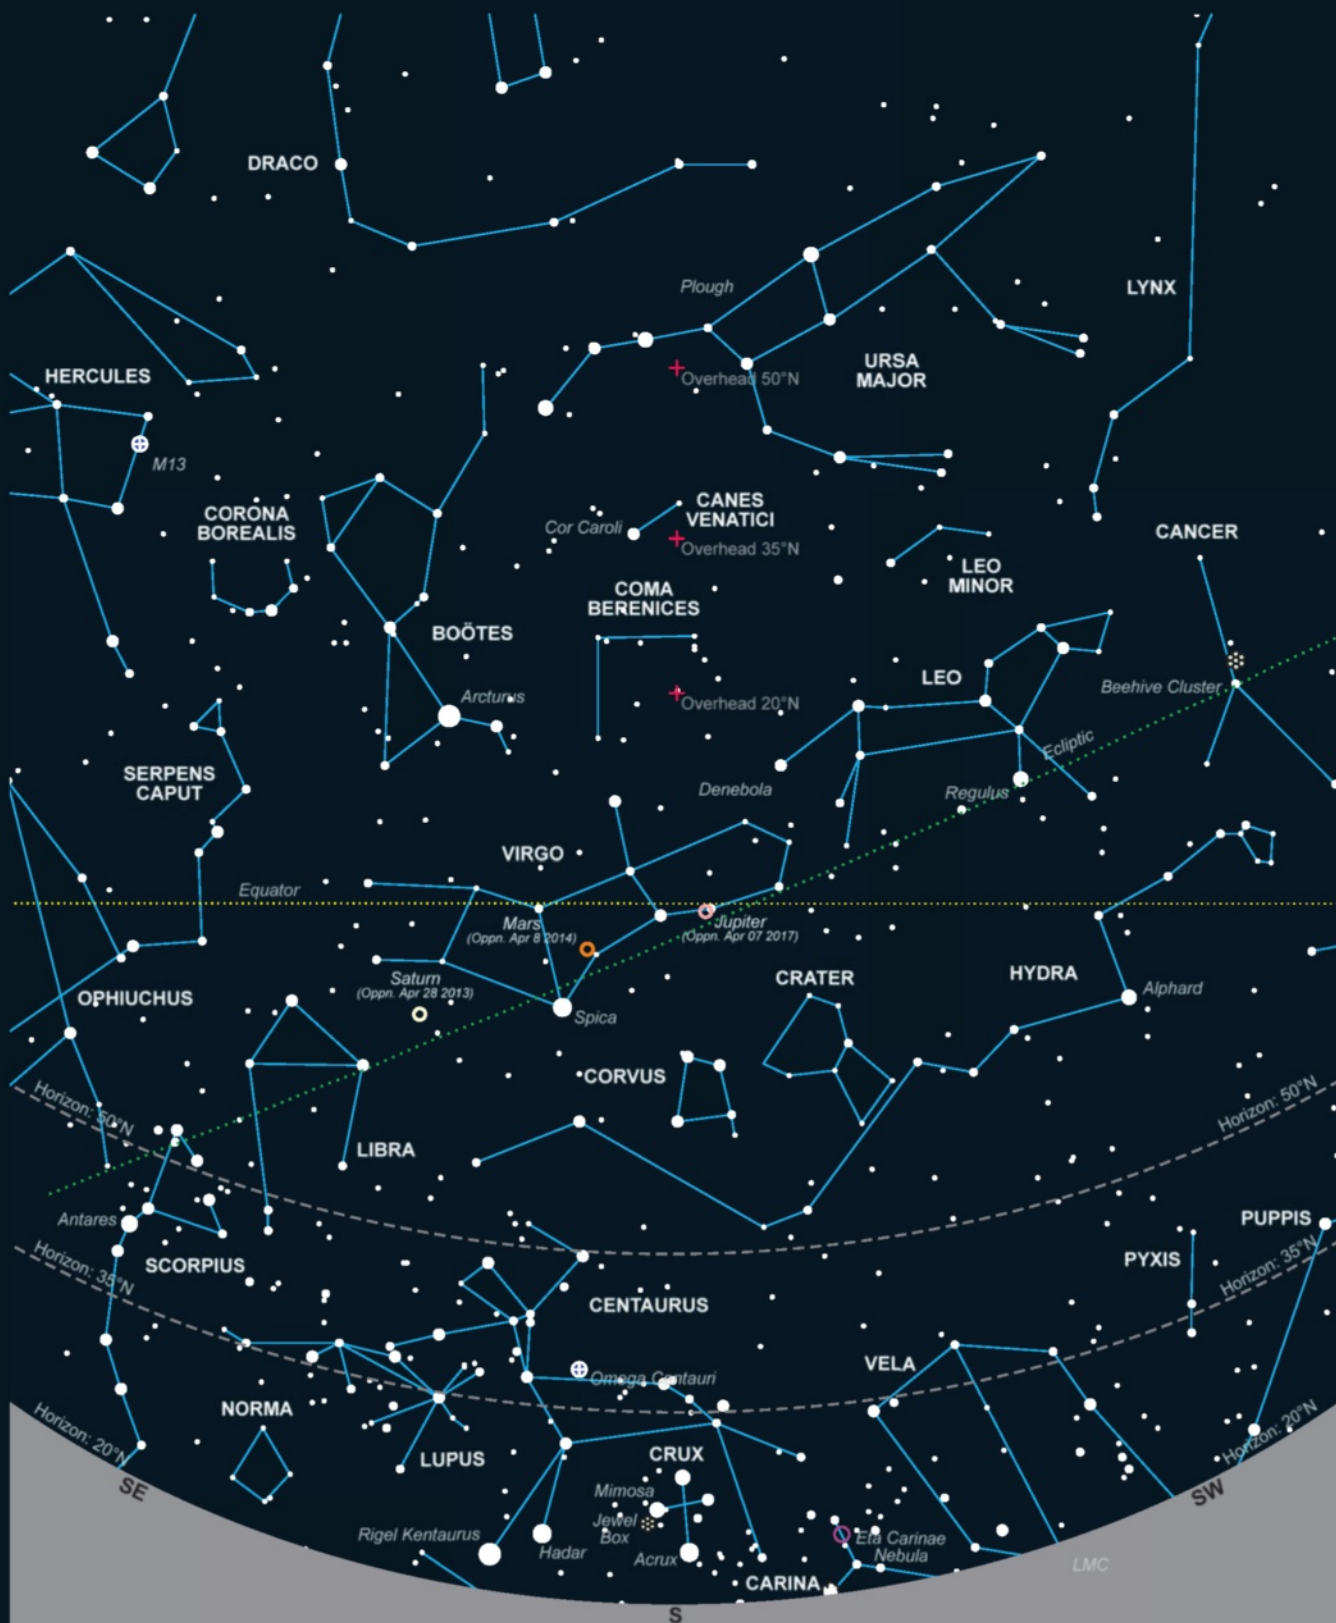 DRACO
Plough
LYNX
HERCULES
URSA
MAJOR
Overhead 50°N
M13
CORONA
BOREALIS
CANES
VENATICI
Cor Caroli
Overhead 35°N
CANCER
LEO
MINOR
COMA
BERENICES
BOÖTES
LEO
Beehive Cluster
Arcturus
Overhead 20°N
Ecliptic
SERPENS
CAPUT
Denebola
Regulus
VIRGO
Equator
Mars
(Oppn. Apr 8 2014)
Jupiter
(Oppn. Apr 07 2017)
Saturn
(Oppn. Apr 28 2013)
CRATER
HYDRA
Alphard
OPHIUCHUS
Spica
CORVUS
Horizon: 50°N
Horizon: 50°N
LIBRA
Antares
PUPPIS
SCORPIUS
PYXIS
Horizon: 35°N
Horizon: 35°N
CENTAURUS
VELA
Omega Centauri
NORMA
Horizon: 20°N
Horizon: 20°N
LUPUS
CRUX
SE
SW
Mimosa
Jewel
Box
Rigel Kentaurus
Hadar
Acrux
Eta Carinae
Nebula
LMC
CARINA
S